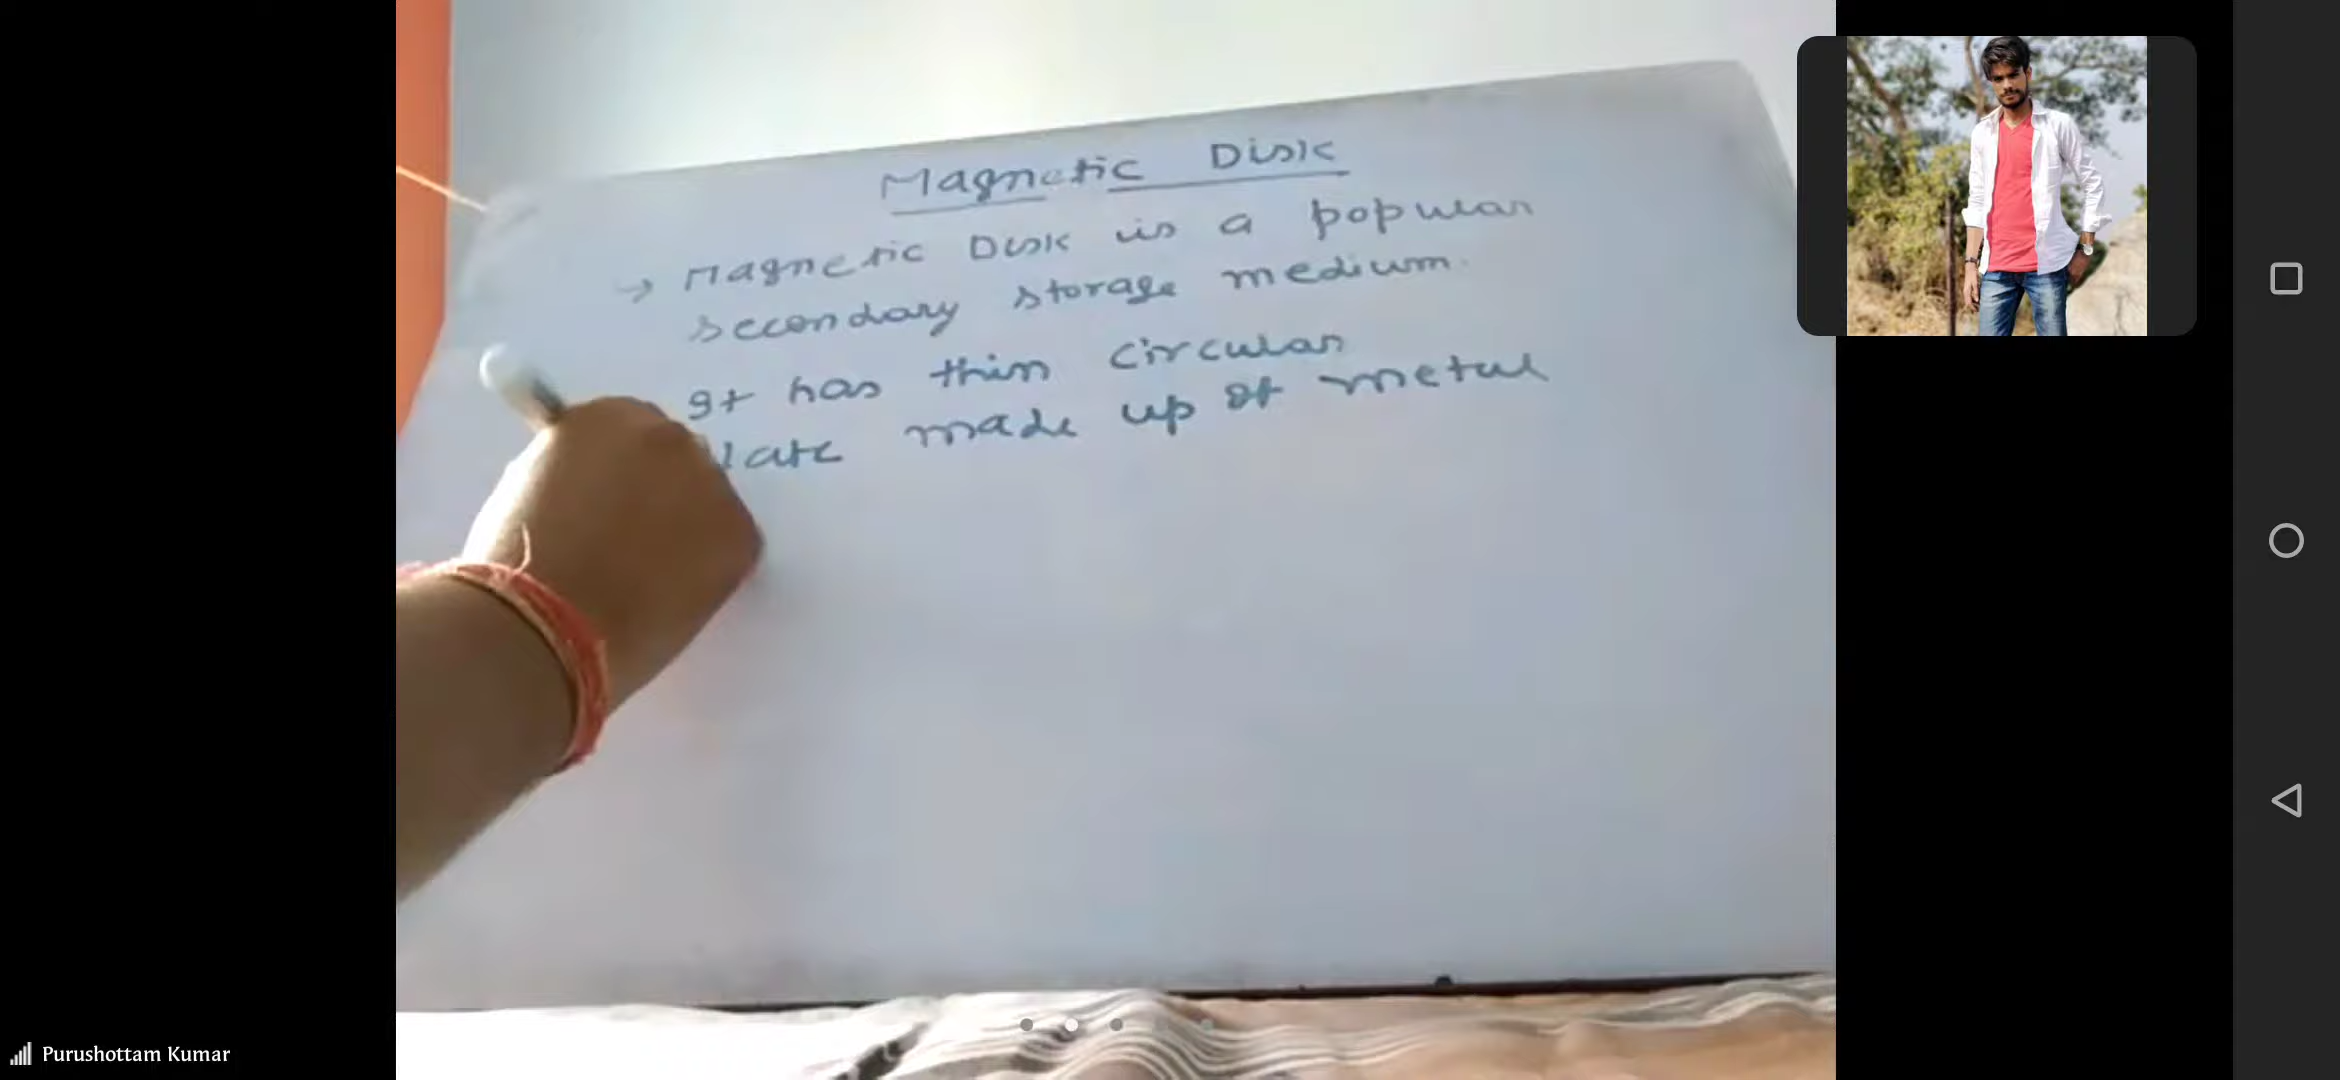 Magnetic Disk
→ Magnetic Disk is a popular
secondary storage medium.
It has thin circular
late made up of metal
Purushottam Kumar